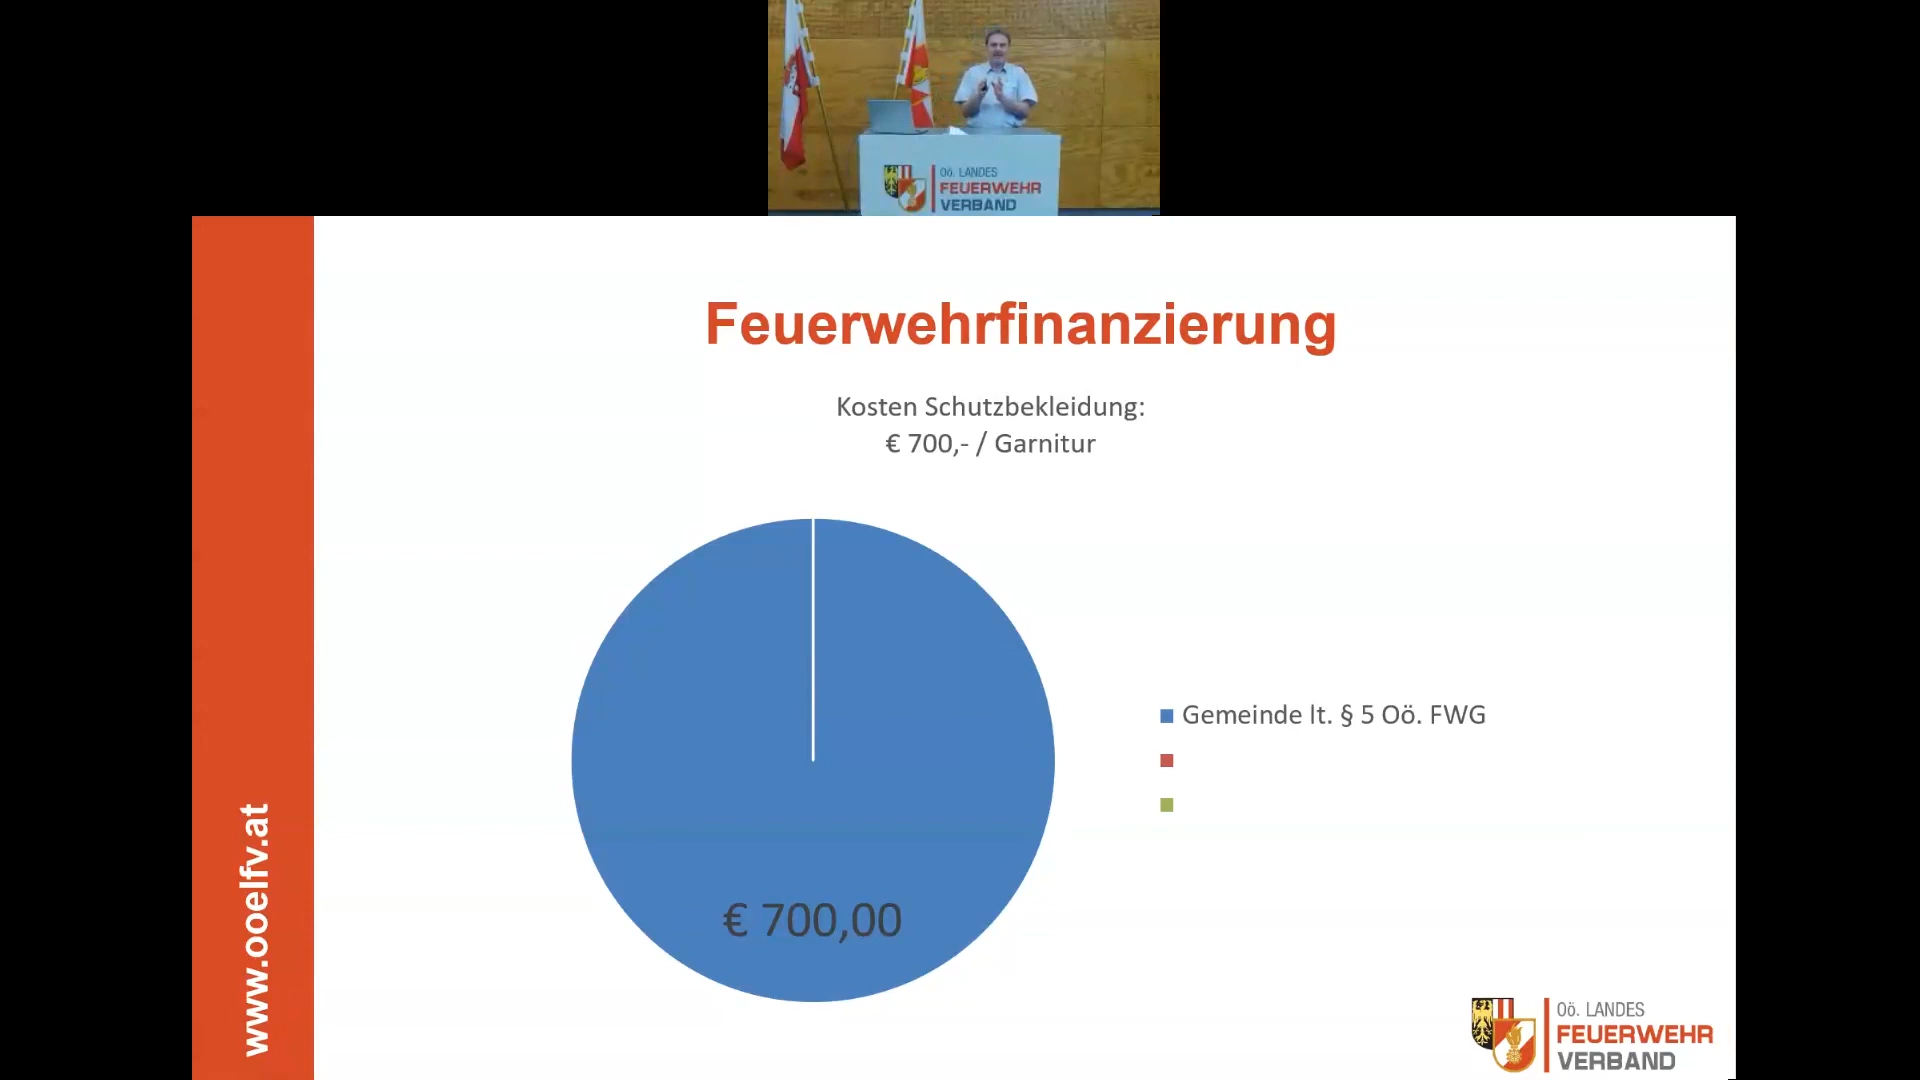 Oö. LANDES
FEUERWEHR
VERBAND
Feuerwehrfinanzierung
Kosten Schutzbekleidung:
€ 700,- / Garnitur
Gemeinde lt. § 5 Oö. FWG
€ 700,00
www.ooelfv.at
Oö. LANDES
FEUERWEHR
VERBAND